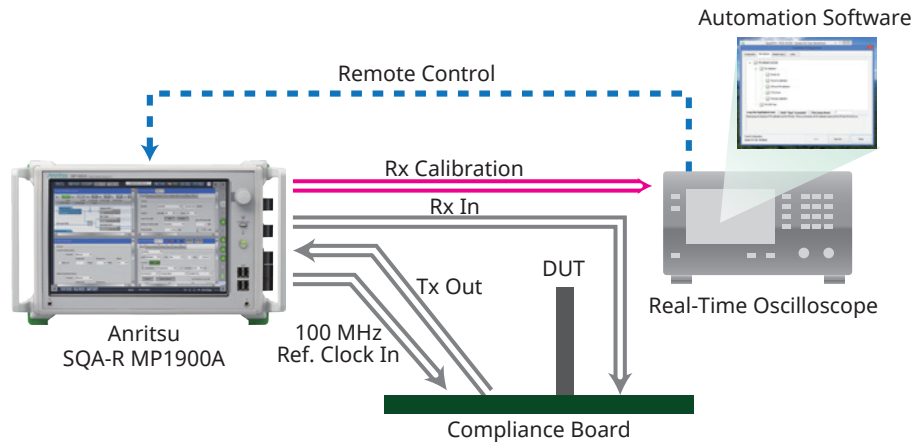 Automation Software
Remote Control
Rx Calibration
Rx In
Tx Out
DUT
100 MHz
Ref. Clock In
Anritsu
Anritsu
SQA-R MP1900A
Real-Time Oscilloscope
Compliance Board